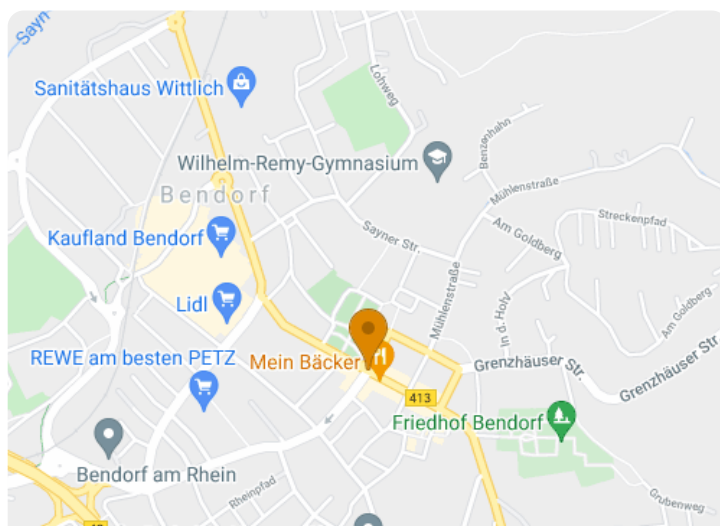 Sayn
Sanitätshaus Wittlich
Lohweg
Benzenhahn
Wilhelm-Remy-Gymnasium
Mühlenstraße
Bendorf
Streckenpfad
Sayner Str.
Am Goldberg
Kaufland Bendorf
Mühlenstraße
In d. Holv
Am Goldberg
Lidl
REWE am besten PETZ
Mein Bäcker
Grenzhäuser Str.
Grenzhäuser Str.
413
Friedhof Bendorf
Bendorf am Rhein
Rheinpfad
Grubenweg